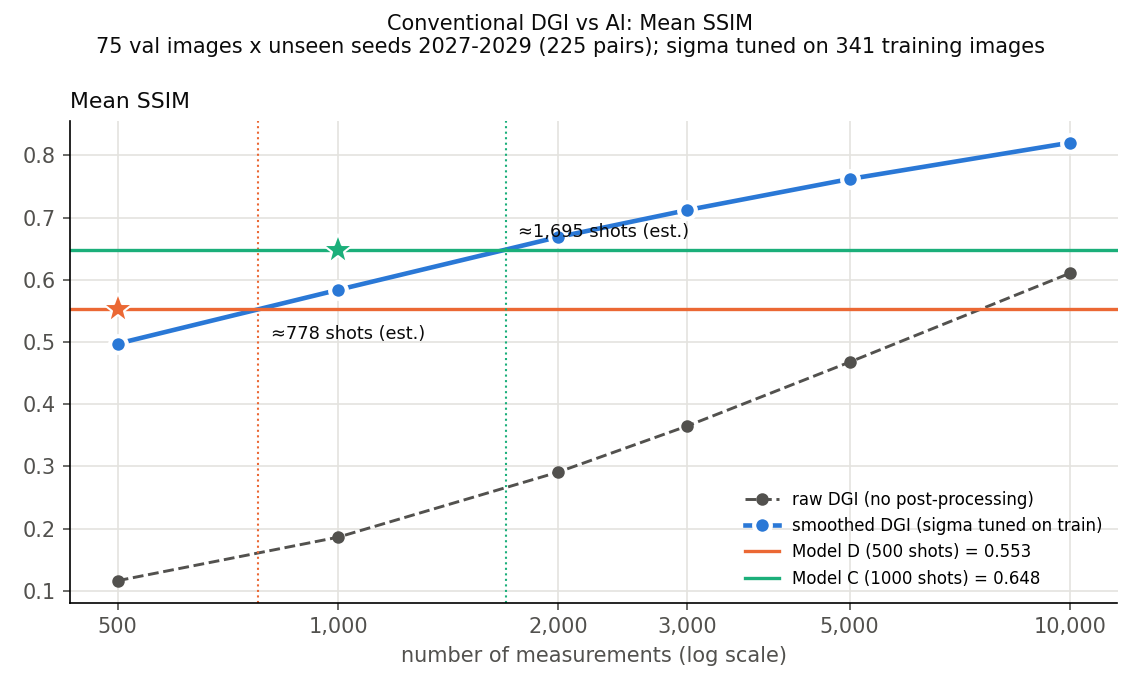 Conventional DGI vs AI: Mean SSIM
75 val images x unseen seeds 2027-2029 (225 pairs); sigma tuned on 341 training images
Mean SSIM
0.8
0.7
≈1,695 shots (est.)
0.6
0.5
≈778 shots (est.)
0.4
0.3
raw DGI (no post-processing)
0.2
smoothed DGI (sigma tuned on train)
Model D (500 shots) = 0.553
Model C (1000 shots) = 0.648
0.1
500 1,000 2,000 3,000 5,000 10,000
number of measurements (log scale)